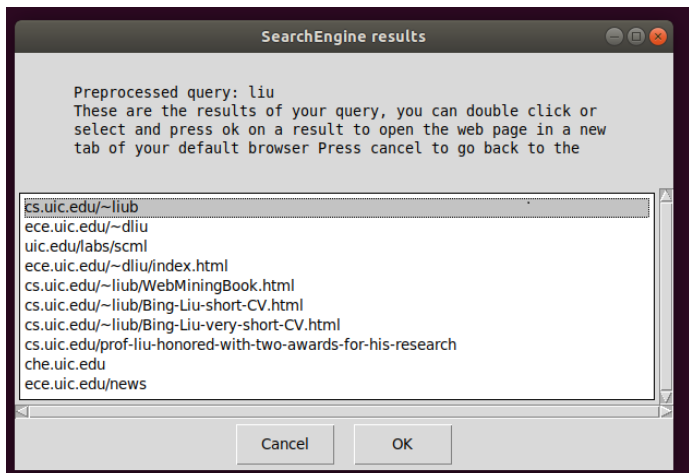 SearchEngine results
Preprocessed query: liu
These are the results of your query, you can double click or
select and press ok on a result to open the web page in a new
tab of your default browser Press cancel to go back to the
cs.uic.edu/~liub
ece.uic.edu/~dliu
uic.edu/labs/scml
ece.uic.edu/~dliu/index.html
cs.uic.edu/~liub/WebMiningBook.html
cs.uic.edu/~liub/Bing-Liu-short-CV.html
cs.uic.edu/~liub/Bing-Liu-very-short-CV.html
cs.uic.edu/prof-liu-honored-with-two-awards-for-his-research
che.uic.edu
ece.uic.edu/news
Cancel OK